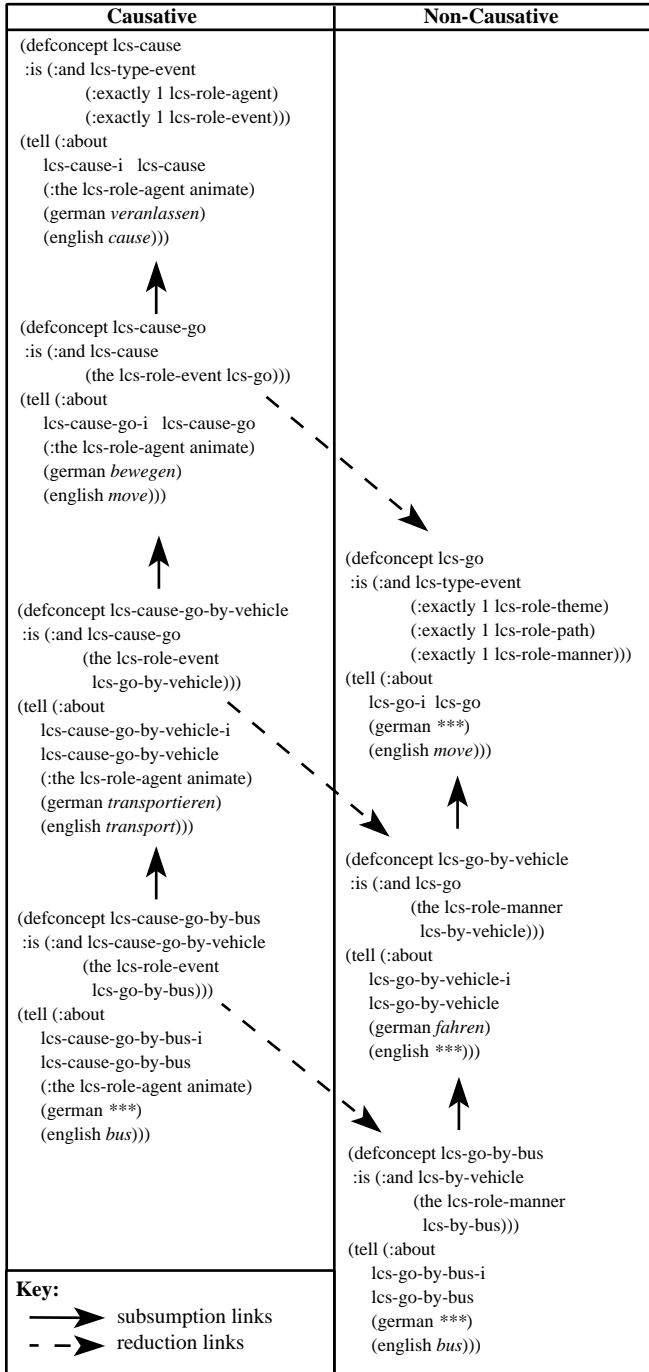 Causative
(defconcept lcs-cause
:is (:and lcs-type-event
(:exactly 1 lcs-role-agent)
(:exactly 1 lcs-role-event)))
(tell (:about
lcs-cause-i lcs-cause
(:the lcs-role-agent animate)
(german veranlassen)
(english cause)))
(defconcept lcs-cause-go
:is (:and lcs-cause
(the lcs-role-event lcs-go)))
(tell (:about
lcs-cause-go-i lcs-cause-go
(:the lcs-role-agent animate)
(german bewegen)
(english move)))
(defconcept lcs-cause-go-by-vehicle
:is (:and lcs-cause-go
(the lcs-role-event
lcs-go-by-vehicle)))
(tell (:about
lcs-cause-go-by-vehicle-i
lcs-cause-go-by-vehicle
(:the lcs-role-agent animate)
(german transportieren)
(english transport)))
(defconcept lcs-cause-go-by-bus
:is (:and lcs-cause-go-by-vehicle
(the lcs-role-event
lcs-go-by-bus)))
(tell (:about
lcs-cause-go-by-bus-i
lcs-cause-go-by-bus
(:the lcs-role-agent animate)
(german ***)
(english bus)))
Non-Causative
(defconcept lcs-go
:is (:and lcs-type-event
(:exactly 1 lcs-role-theme)
(:exactly 1 lcs-role-path)
(:exactly 1 lcs-role-manner)))
(tell (:about
lcs-go-i lcs-go
(german ***)
(english move)))
(defconcept lcs-go-by-vehicle
:is (:and lcs-go
(the lcs-role-manner
lcs-by-vehicle)))
(tell (:about
lcs-go-by-vehicle-i
lcs-go-by-vehicle
(german fahren)
(english ***)))
(defconcept lcs-go-by-bus
:is (:and lcs-by-vehicle
(the lcs-role-manner
lcs-by-bus)))
(tell (:about
lcs-go-by-bus-i
lcs-go-by-bus
(german ***)
(english bus)))
Key:
subsumption links
reduction links